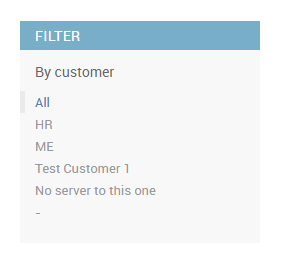 FILTER
By customer
All
HR
ME
Test Customer 1
No server to this one
-